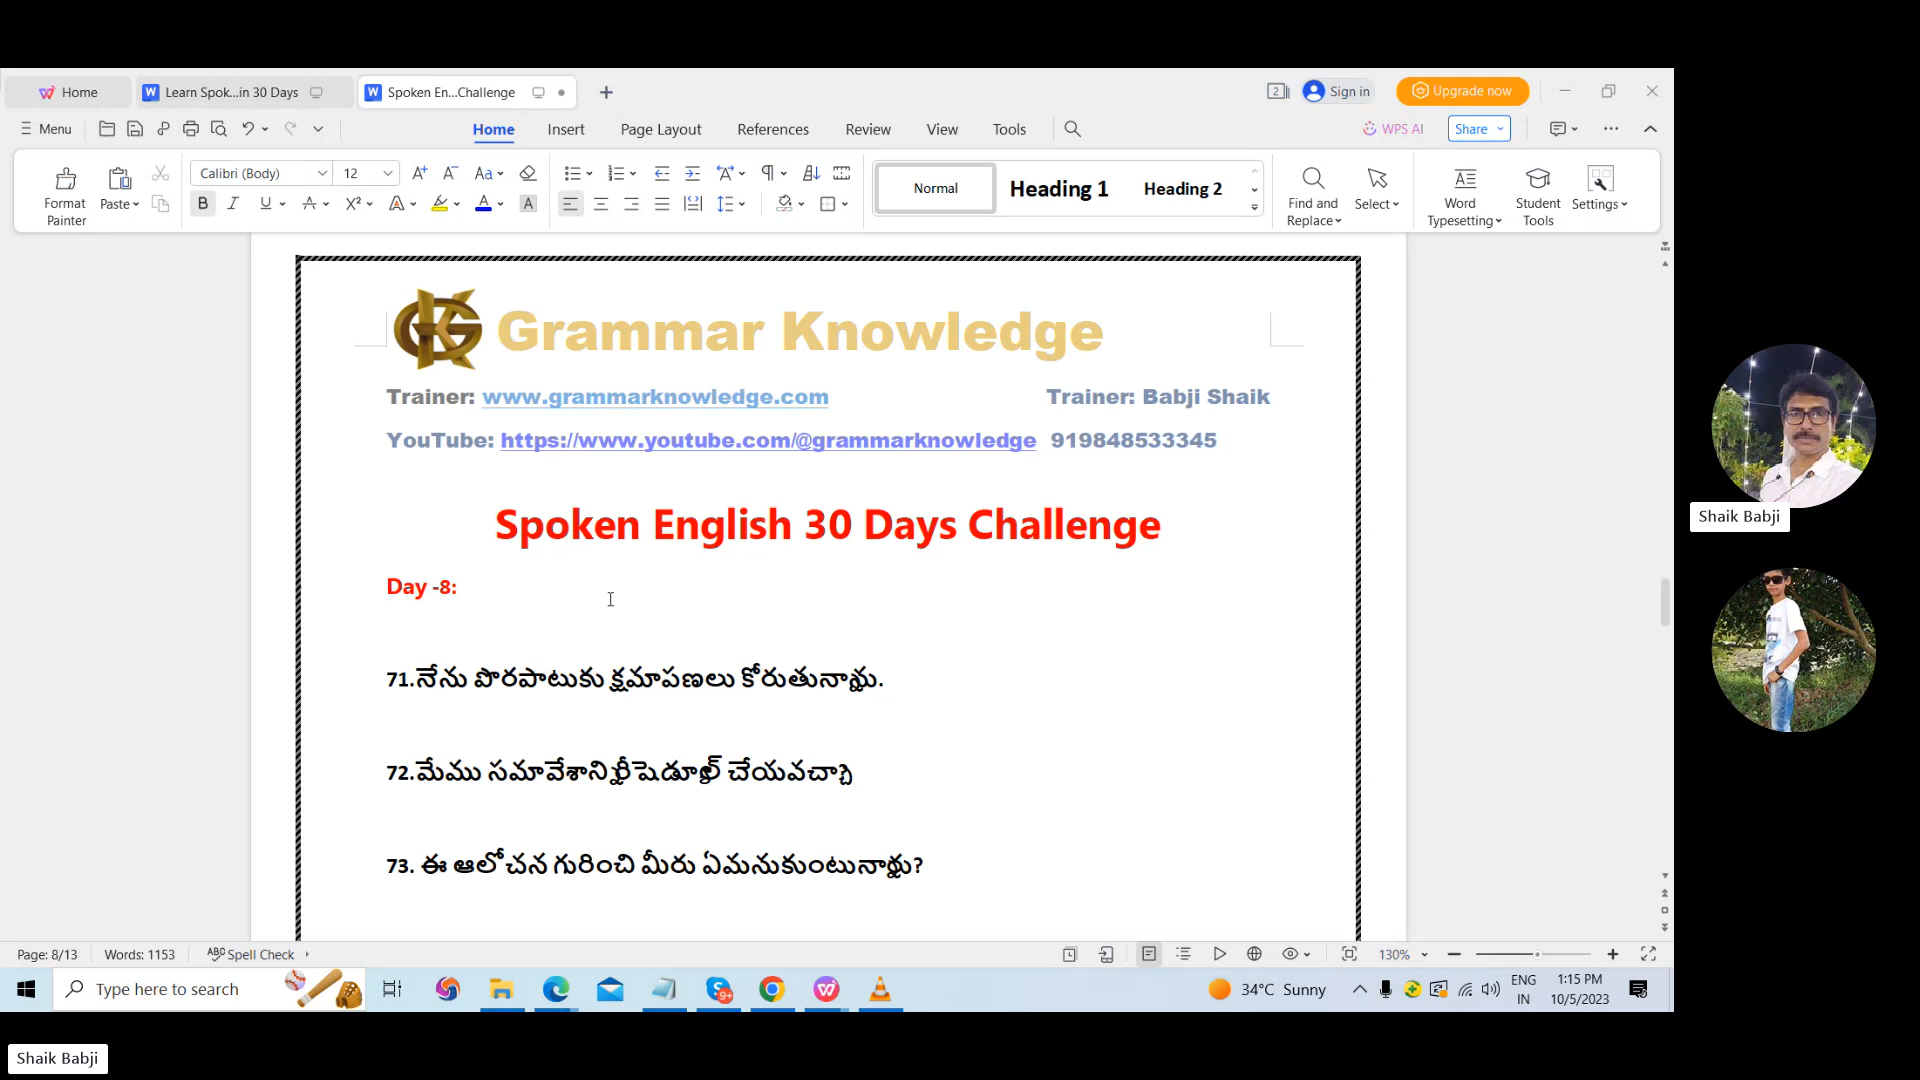 Home
Learn Spok...in 30 Days
Spoken En...Challenge
2
Sign in
Upgrade now
Menu
Home
Insert
Page Layout
References
Review
View
Tools
WPS AI
Share
Format Painter
Paste
Calibri (Body)
12
Normal
Heading 1
Heading 2
Find and Replace
Select
Word Typesetting
Student Tools
Settings
Grammar Knowledge
Trainer: www.grammarknowledge.com Trainer: Babji Shaik
YouTube: https://www.youtube.com/@grammarknowledge 919848533345
Spoken English 30 Days Challenge
Day -8:
71.నేను పొరపాటుకు క్షమాపణలు కోరుతున్నాను.
72.మేము సమావేశాన్ని రీషెడ్యూల్ చేయవచ్చా
73. ఈ ఆలోచన గురించి మీరు ఏమనుకుంటున్నారు?
Shaik Babji
Page: 8/13
Words: 1153
Spell Check
130%
Type here to search
9+
34°C Sunny
ENG
IN
1:15 PM
10/5/2023
Shaik Babji